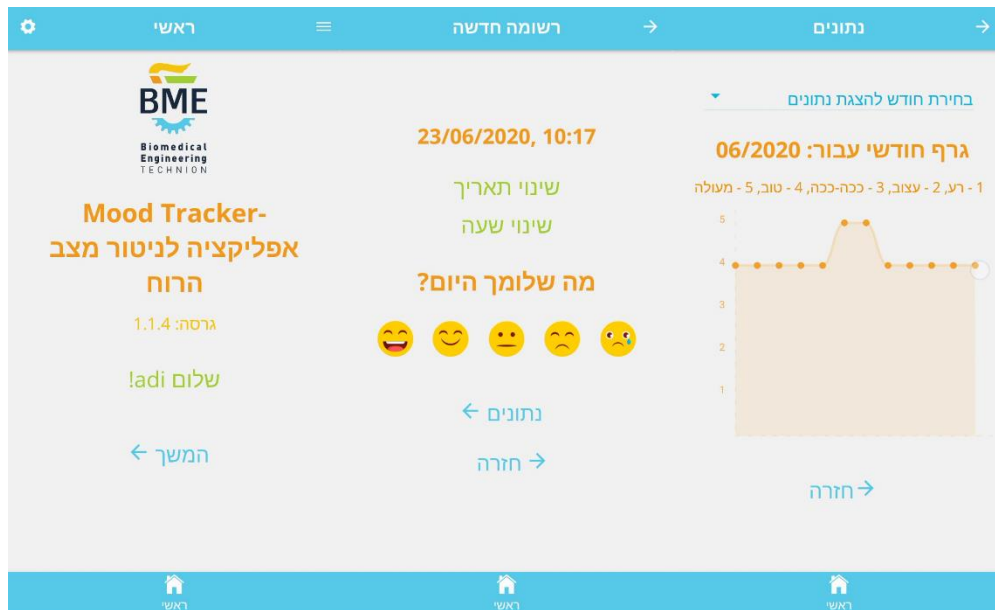 ראשי
BME
Biomedical
Engineering
TECHNION
Mood Tracker-
אפליקציה לניטור מצב
הרוח
גרסה: 1.1.4
שלום adi!
המשך
ראשי
רשומה חדשה
23/06/2020, 10:17
שינוי תאריך
שינוי שעה
מה שלומך היום?
נתונים
חזרה
ראשי
נתונים
בחירת חודש להצגת נתונים
גרף חודשי עבור: 06/2020
1 - רע, 2 - עצוב, 3 - ככה-ככה, 4 - טוב, 5 - מעולה
5
4
3
2
1
חזרה
ראשי